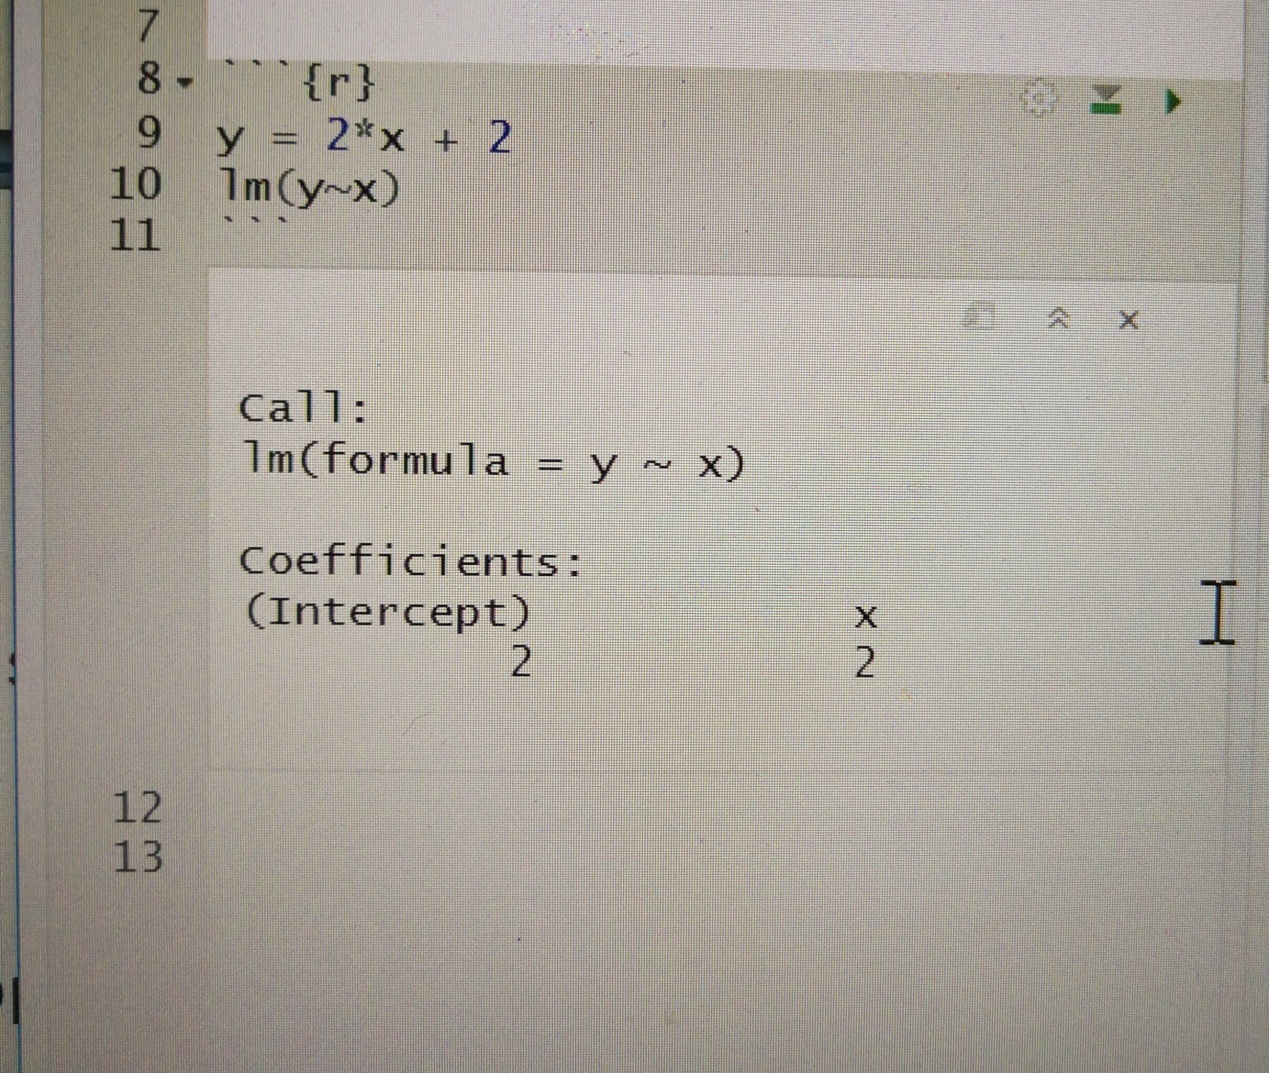 7
8 ```{r}
9 y = 2*x + 2
10 lm(y~x)
11 ```
Call:
lm(formula = y ~ x)
Coefficients:
(Intercept) x
2 2
12
13